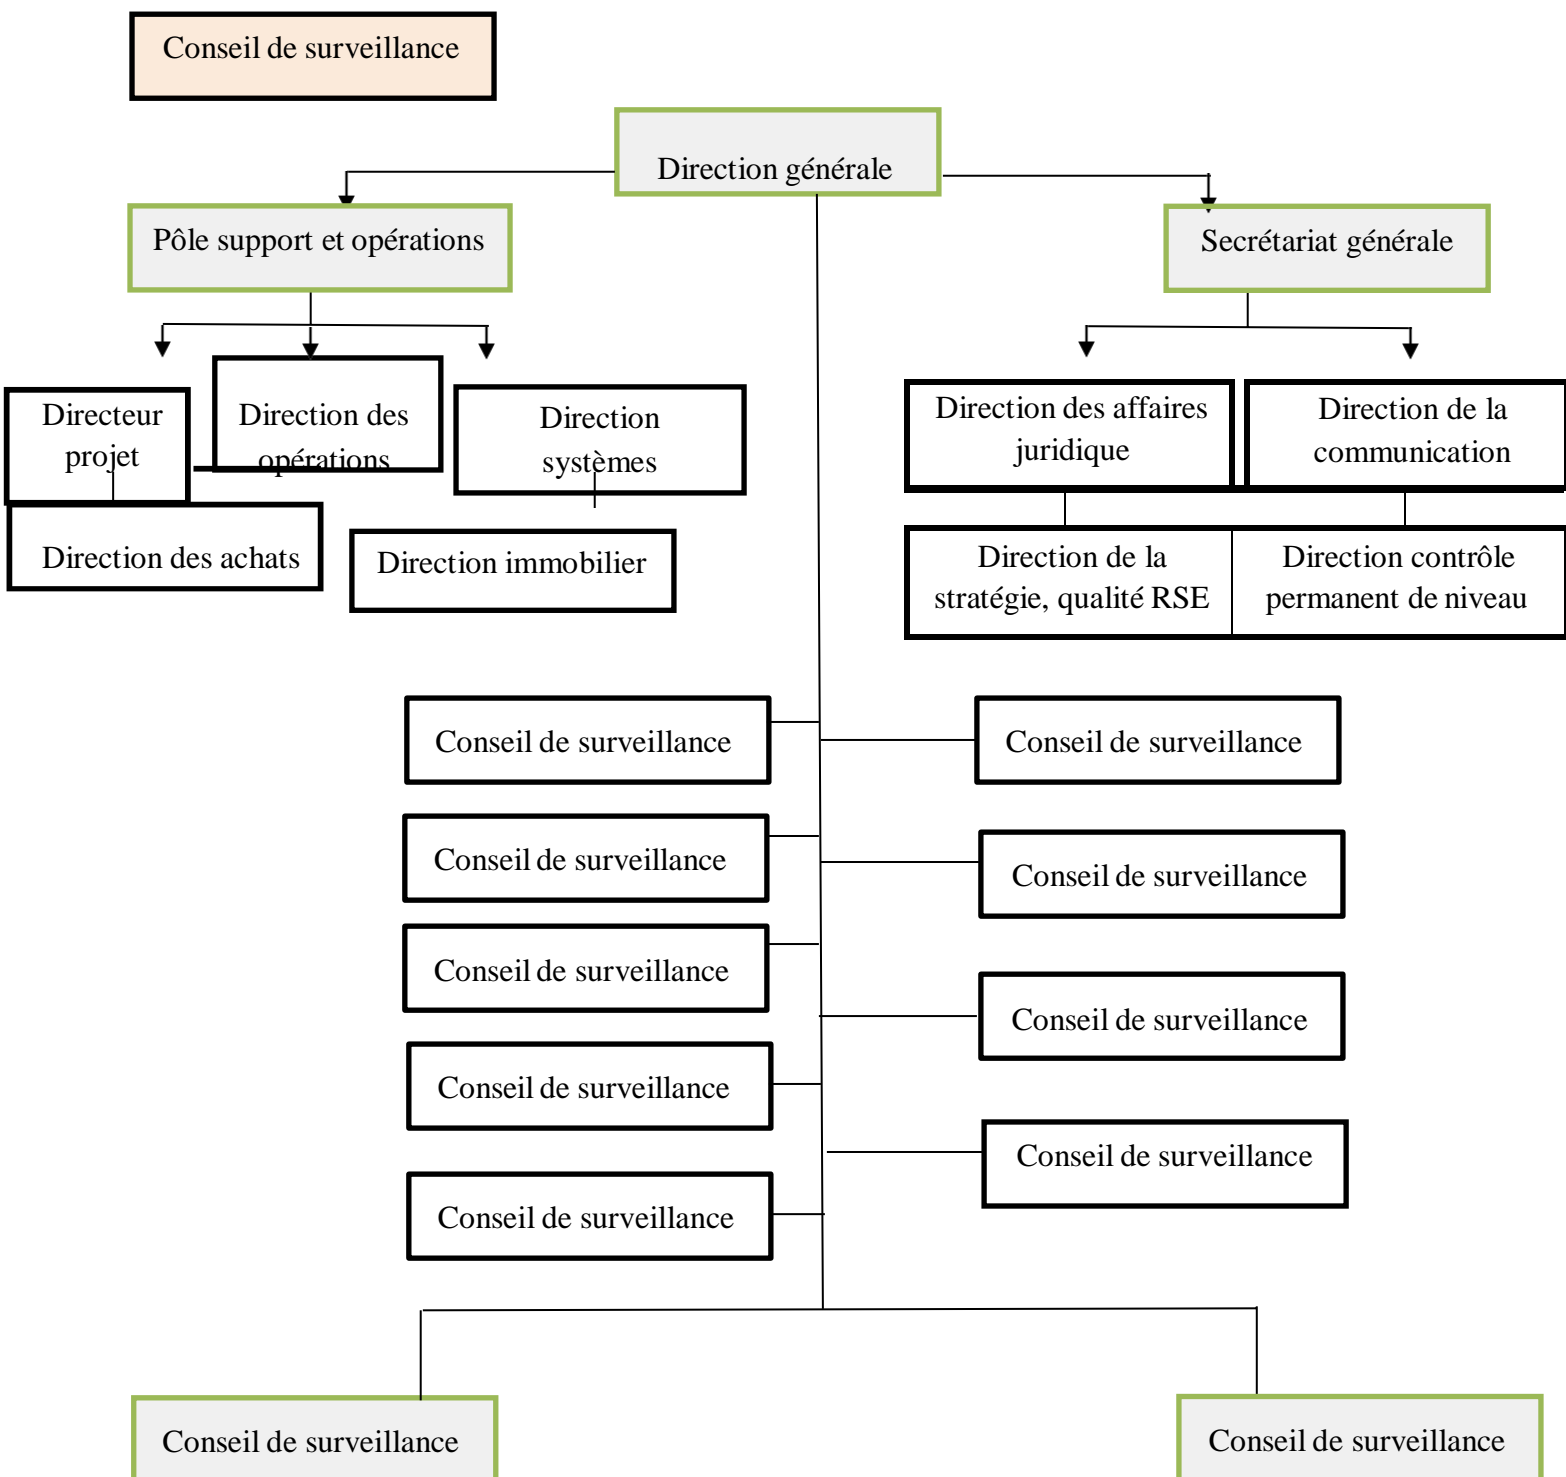 Conseil de surveillance
Direction générale
Pôle support et opérations
Secrétariat générale
Directeur
projet
Direction des
opérations
Direction
systèmes
Direction des affaires
juridique
Direction de la
communication
Direction des achats
Direction immobilier
Direction de la
stratégie, qualité RSE
Direction contrôle
permanent de niveau
Conseil de surveillance
Conseil de surveillance
Conseil de surveillance
Conseil de surveillance
Conseil de surveillance
Conseil de surveillance
Conseil de surveillance
Conseil de surveillance
Conseil de surveillance
Conseil de surveillance
Conseil de surveillance